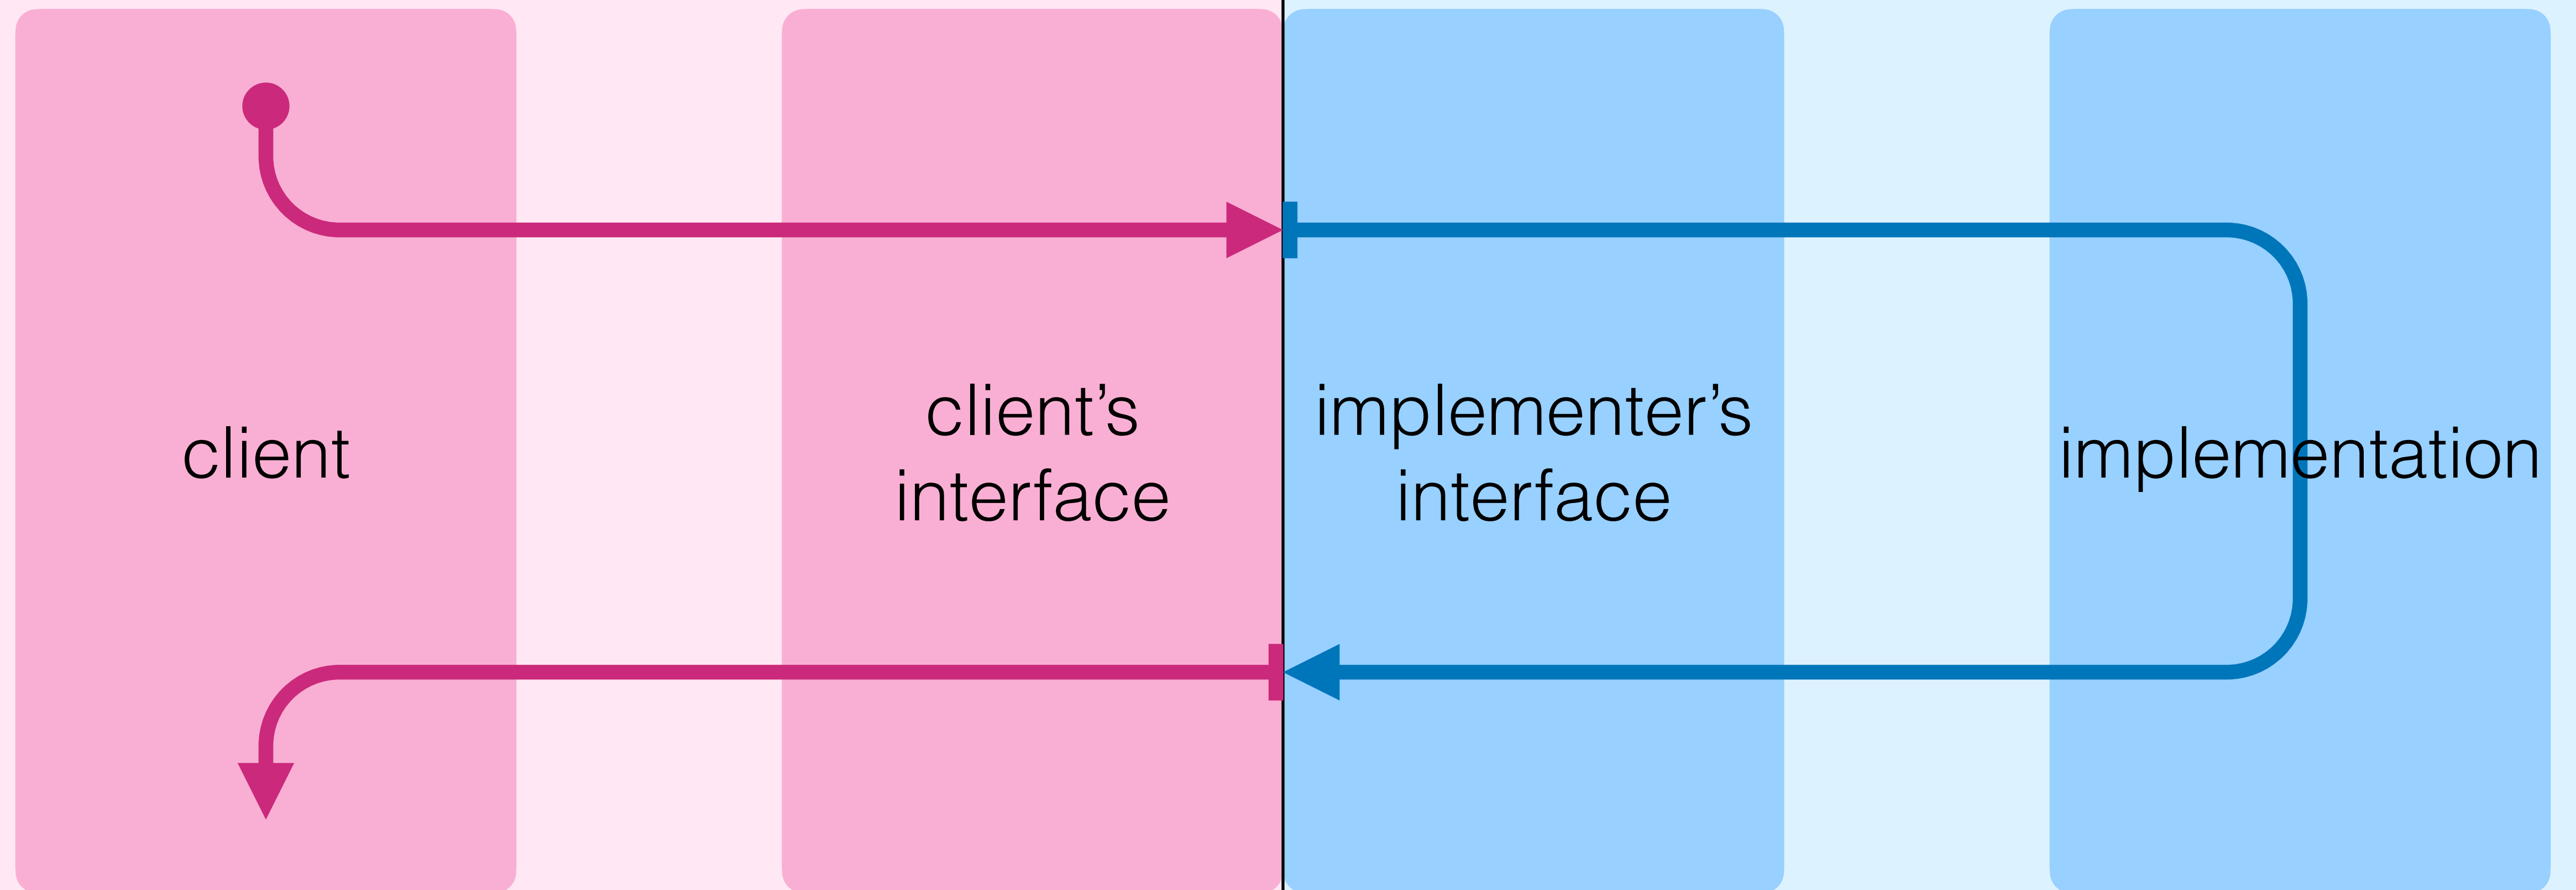 client
client’s
interface
implementer’s
interface
implementation